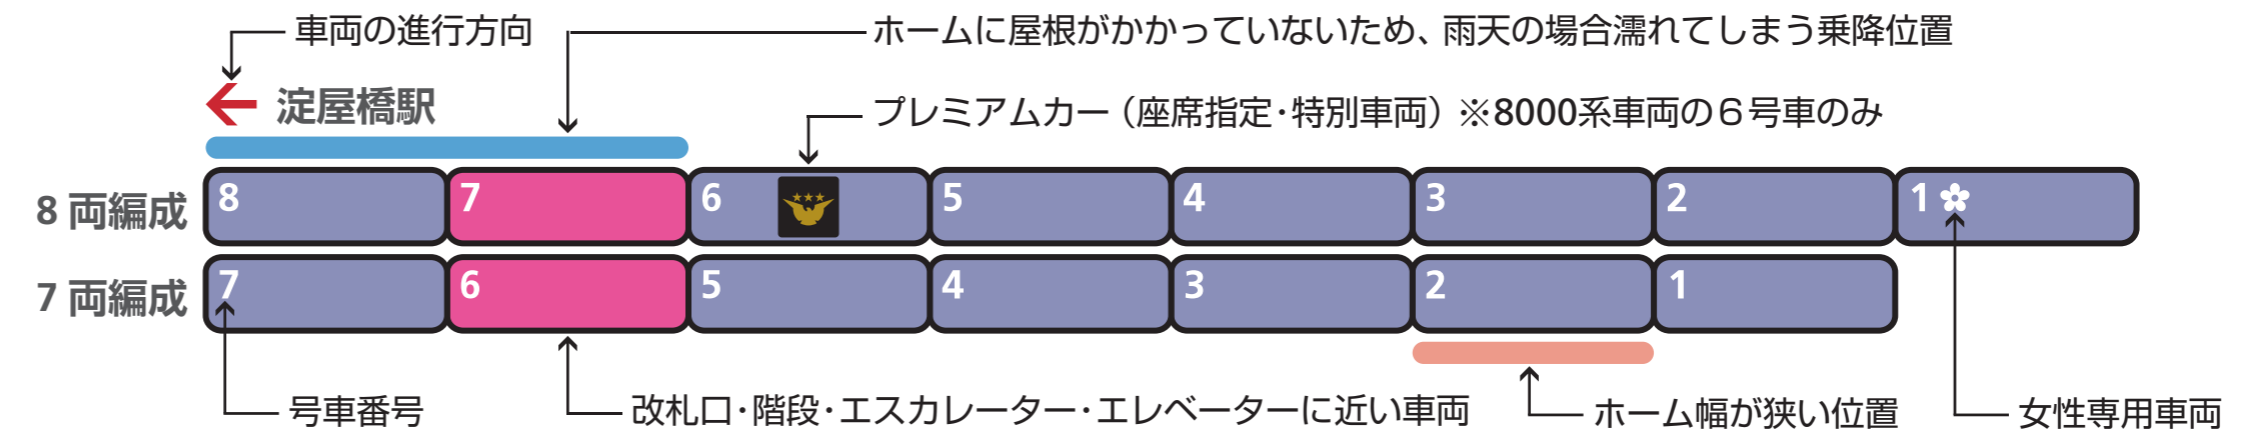 車両の進行方向
ホームに屋根がかかっていないため、雨天の場合濡れてしまう乗降位置
淀屋橋駅
プレミアムカー（座席指定・特別車両）※8000系車両の６号車のみ
8 両編成
8 7 6 5 4 3 2 1
7 両編成
7 6 5 4 3 2 1
号車番号
改札口・階段・エスカレーター・エレベーターに近い車両
ホーム幅が狭い位置
女性専用車両